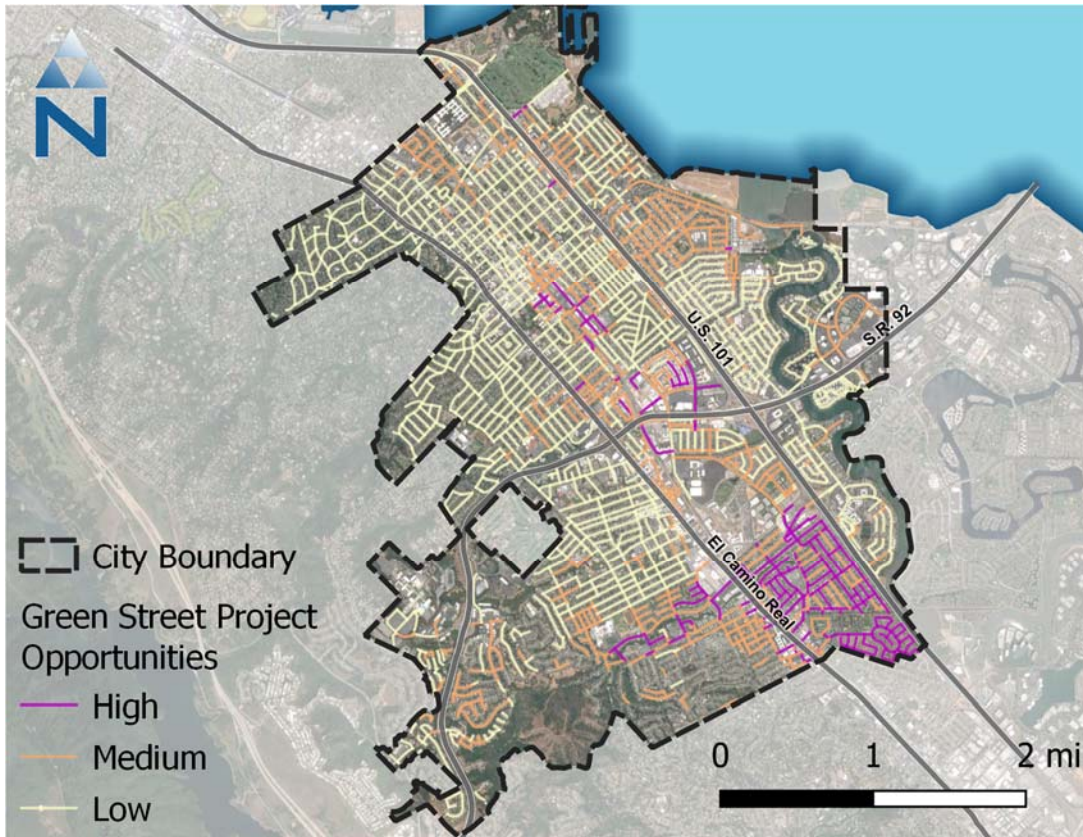 N
U.S. 101
S.R. 92
El Camino Real
City Boundary
Green Street Project
Opportunities
High
Medium
Low
0 1 2 mi